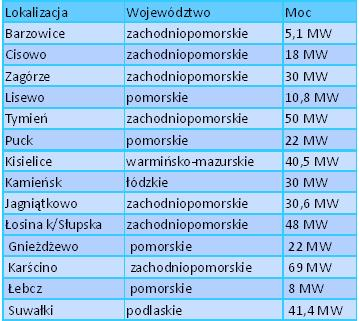 Lokalizacja Województwo Moc
Barzowice zachodniopomorskie 5,1 MW
Cisowo zachodniopomorskie 18 MW
Zagórze zachodniopomorskie 30 MW
Lisewo pomorskie 10,8 MW
Tymień zachodniopomorskie 50 MW
Puck pomorskie 22 MW
Kisielice warmińsko-mazurskie 40,5 MW
Kamieńsk łódzkie 30 MW
Jagniątkowo zachodniopomorskie 30,6 MW
Łosina k/Słupska zachodniopomorskie 48 MW
Gnieżdżewo pomorskie 22 MW
Karścino zachodniopomorskie 69 MW
Łebcz pomorskie 8 MW
Suwałki podlaskie 41,4 MW